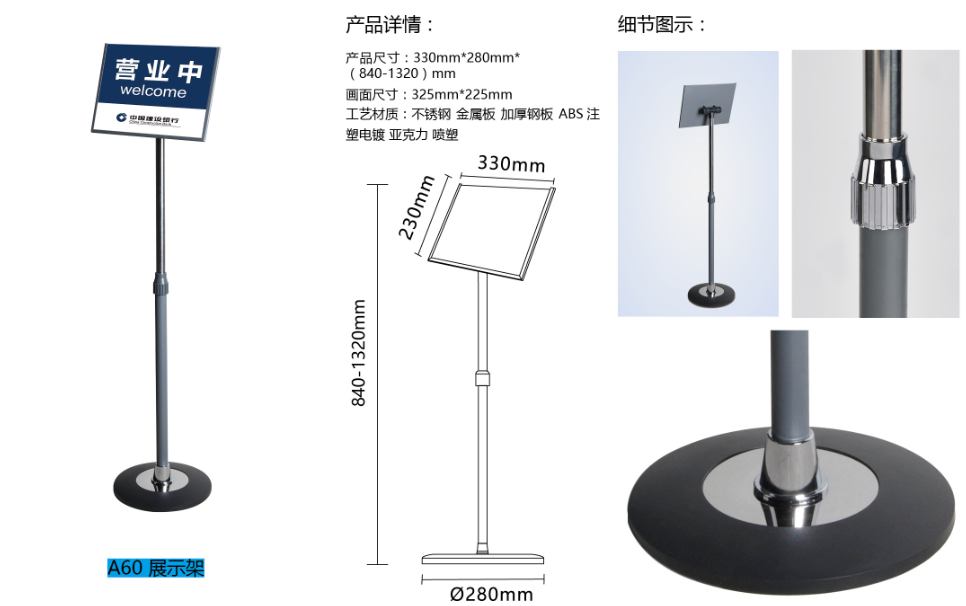 营业中
welcome
中国建设银行
China Construction Bank
A60 展示架
产品详情：
产品尺寸：330mm*280mm*
（840-1320）mm
画面尺寸：325mm*225mm
工艺材质：不锈钢 金属板 加厚钢板 ABS 注
塑电镀 亚克力 喷塑
330mm
230mm
840-1320mm
Ø280mm
细节图示：